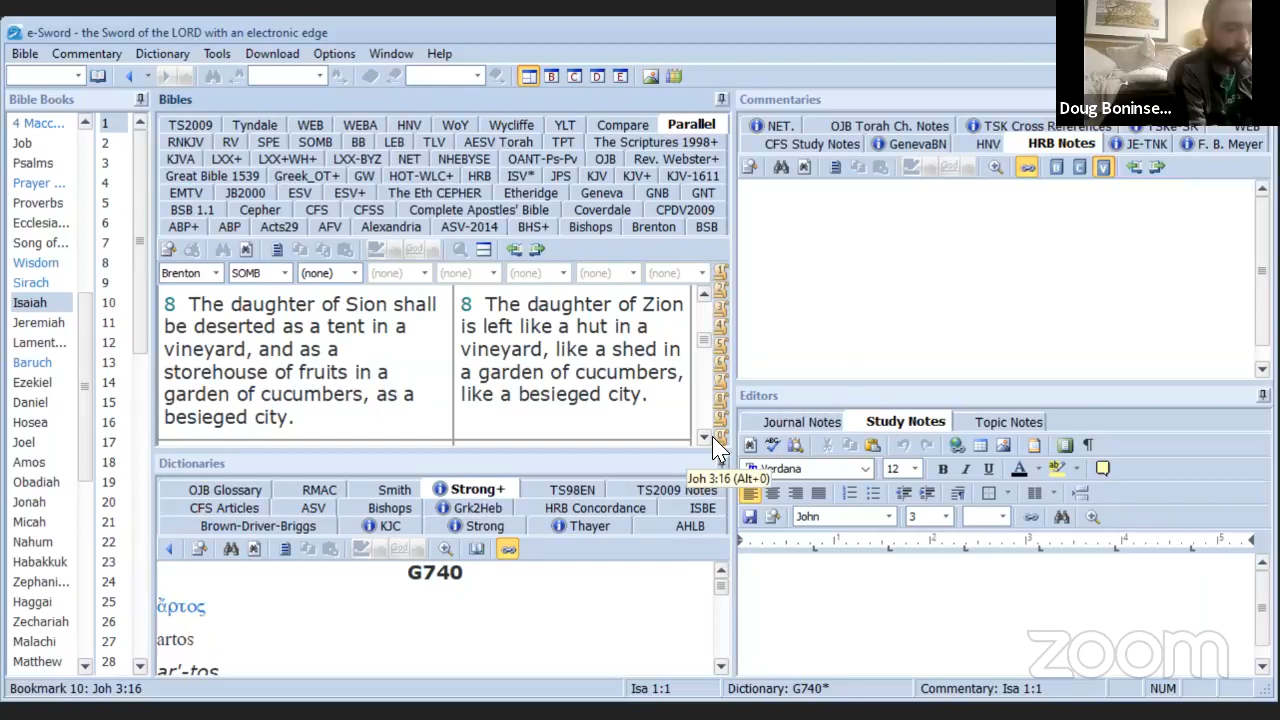 e-Sword - the Sword of the LORD with an electronic edge
Bible Commentary Dictionary Tools Download Options Window Help
B C D E
Doug Boninse...
Bible Books
4 Macc...
Job
Psalms
Prayer ...
Proverbs
Ecclesia...
Song of...
Wisdom
Sirach
Isaiah
Jeremiah
Lament...
Baruch
Ezekiel
Daniel
Hosea
Joel
Amos
Obadiah
Jonah
Micah
Nahum
Habakkuk
Zephani...
Haggai
Zechariah
Malachi
Matthew
1
2
3
4
5
6
7
8
9
10
11
12
13
14
15
16
17
18
19
20
21
22
23
24
25
26
27
28
Bibles
TS2009 Tyndale WEB WEBA HNV WoY Wycliffe YLT Compare Parallel
RNKJV RV SPE SOMB BB LEB TLV AESV Torah TPT The Scriptures 1998+
KJVA LXX+ LXX+WH+ LXX-BYZ NET NHEBYSE OANT-Ps-Pv OJB Rev. Webster+
Great Bible 1539 Greek_OT+ GW HOT-WLC+ HRB ISV* JPS KJV KJV+ KJV-1611
EMTV JB2000 ESV ESV+ The Eth CEPHER Etheridge Geneva GNB GNT
BSB 1.1 Cepher CFS CFSS Complete Apostles' Bible Coverdale CPDV2009
ABP+ ABP Acts29 AFV Alexandria ASV-2014 BHS+ Bishops Brenton BSB
Brenton SOMB (none) (none) (none) (none) (none) (none)
8 The daughter of Sion shall
be deserted as a tent in a
vineyard, and as a
storehouse of fruits in a
garden of cucumbers, as a
besieged city.
8 The daughter of Zion
is left like a hut in a
vineyard, like a shed in
a garden of cucumbers,
like a besieged city.
Joh 3:16 (Alt+0)
Dictionaries
OJB Glossary RMAC Smith Strong+ TS98EN TS2009 Notes
CFS Articles ASV Bishops Grk2Heb HRB Concordance ISBE
Brown-Driver-Briggs KJC Strong Thayer AHLB
G740
ἄρτος
artos
ar'-tos
Commentaries
NET. OJB Torah Ch. Notes TSK Cross References TSKe-SR WEB
CFS Study Notes GenevaBN HNV HRB Notes JE-TNK F. B. Meyer
B C V
Editors
Journal Notes Study Notes Topic Notes
Verdana 12 B I U A ab
John 3
1 2 3 4 5
zoom
Bookmark 10: Joh 3:16 Isa 1:1 Dictionary: G740* Commentary: Isa 1:1 NUM